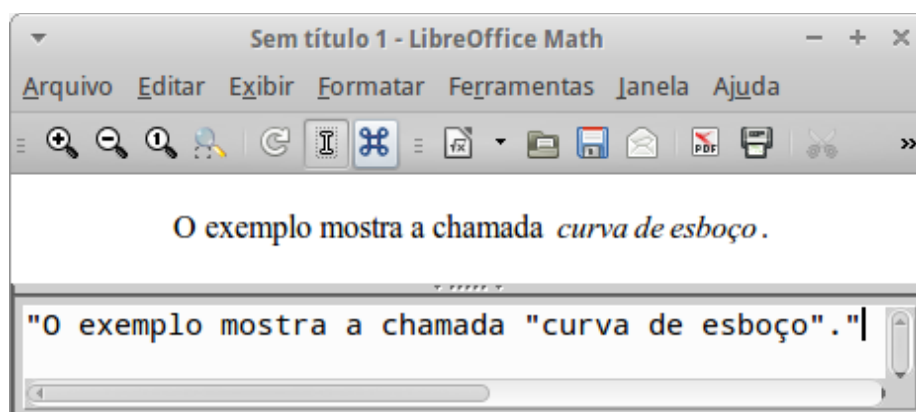 Sem título 1 - LibreOffice Math
Arquivo Editar Exibir Formatar Ferramentas Janela Ajuda
PDF
O exemplo mostra a chamada curva de esboço.
"O exemplo mostra a chamada "curva de esboço"."